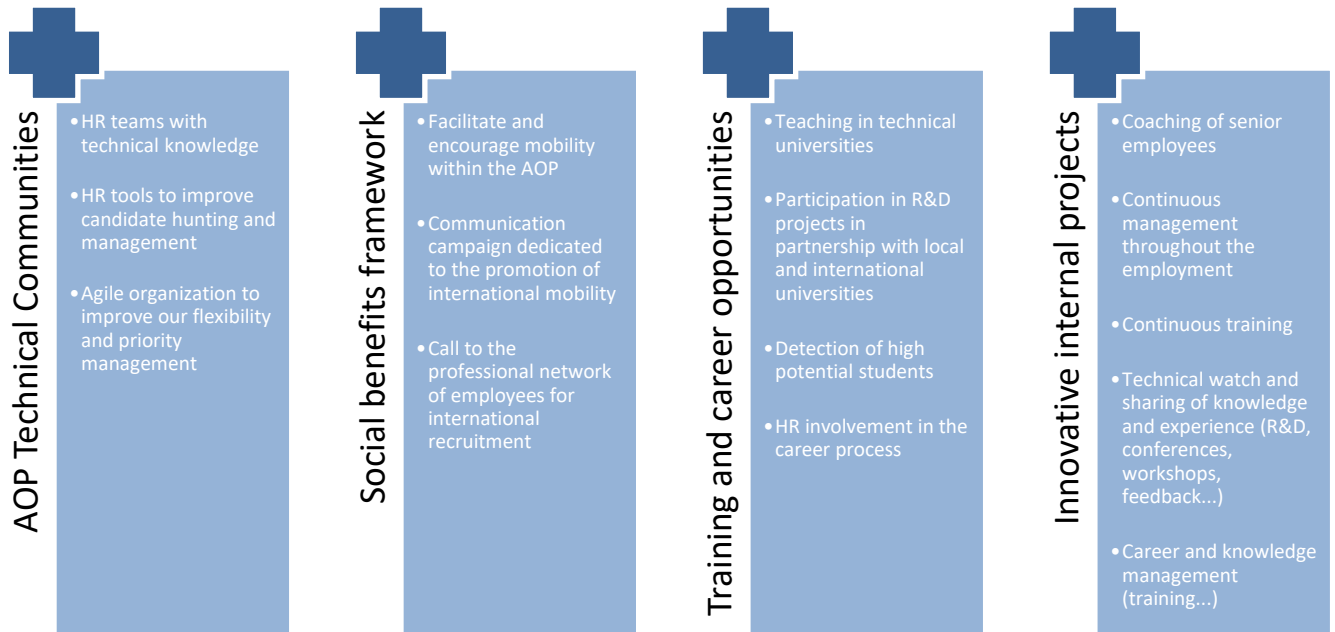 AOP Technical Communities
•HR teams with
technical knowledge
•HR tools to improve
candidate hunting and
management
•Agile organization to
improve our flexibility
and priority
management
Social benefits framework
•Facilitate and
encourage mobility
within the AOP
•Communication
campaign dedicated
to the promotion of
international mobility
•Call to the
professional network
of employees for
international
recruitment
Training and career opportunities
•Teaching in technical
universities
•Participation in R&D
projects in
partnership with local
and international
universities
•Detection of high
potential students
•HR involvement in the
career process
Innovative internal projects
•Coaching of senior
employees
•Continuous
management
throughout the
employment
•Continuous training
•Technical watch and
sharing of knowledge
and experience (R&D,
conferences,
workshops,
feedback...)
•Career and knowledge
management
(training...)